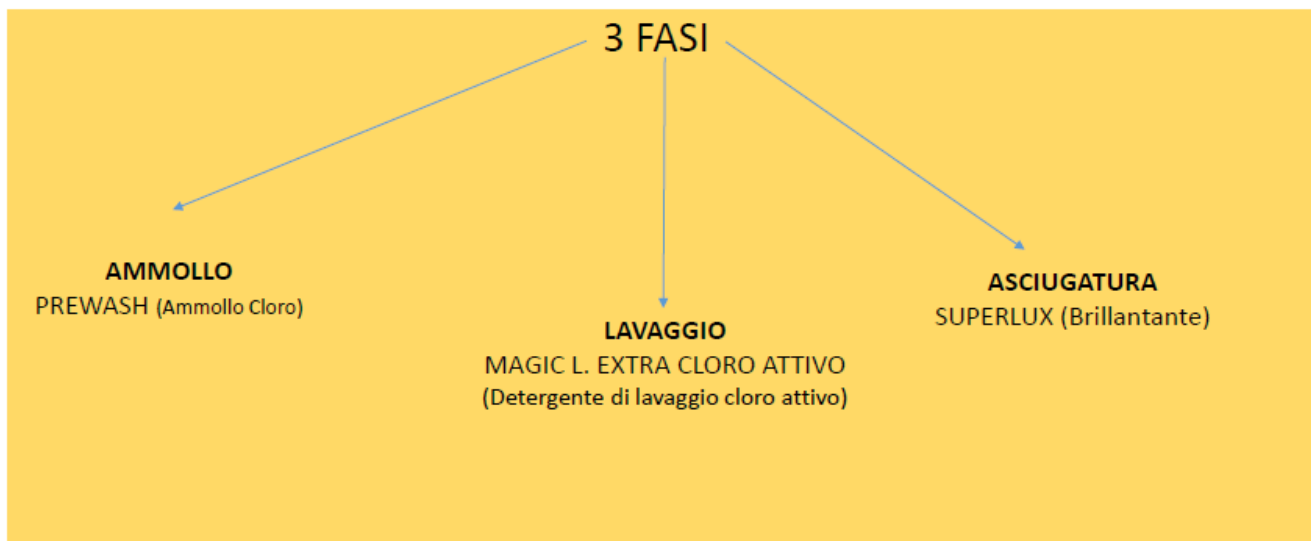 3 FASI
AMMOLLO
PREWASH (Ammollo Cloro)
LAVAGGIO
MAGIC L. EXTRA CLORO ATTIVO
(Detergente di lavaggio cloro attivo)
ASCIUGATURA
SUPERLUX (Brillantante)